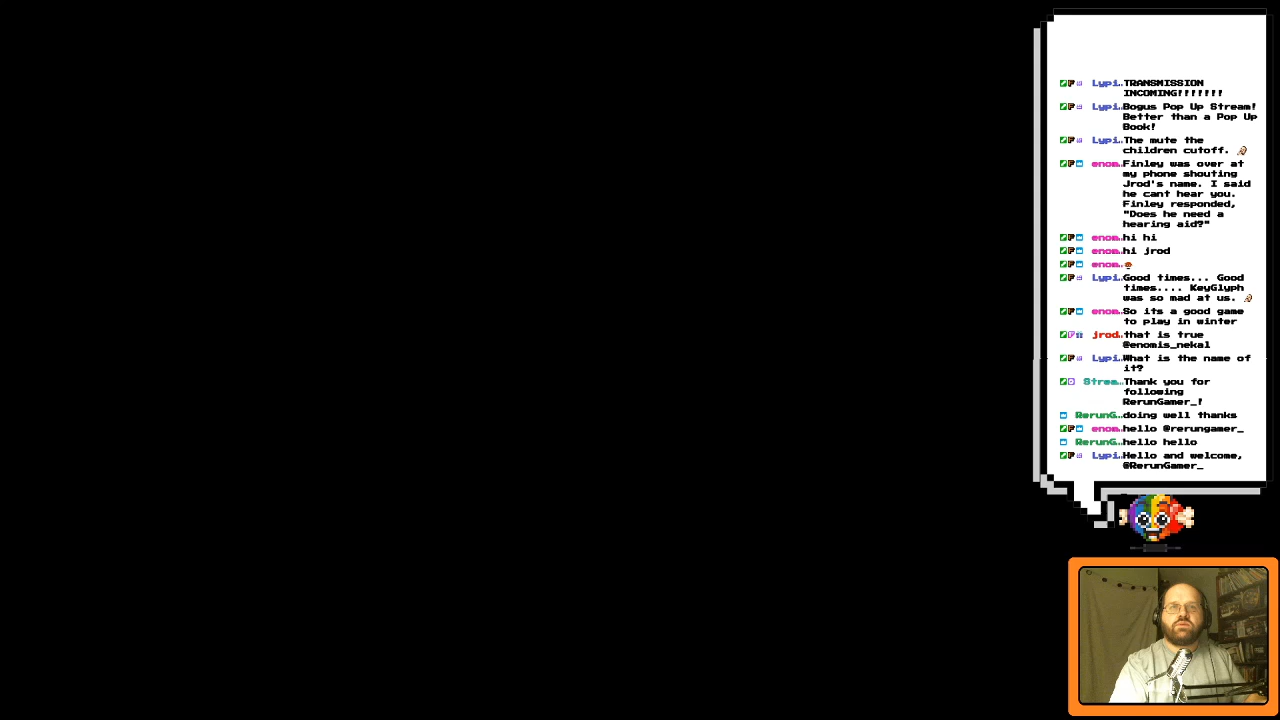 Lypi..TRANSMISSION
INCOMING!!!!!!!
Lypi..Bogus Pop Up Stream!
Better than a Pop Up
Book!
Lypi..The mute the
children cutoff.
enom..Finley was over at
my phone shouting
Jrod's name. I said
he cant hear you.
Finley responded,
"Does he need a
hearing aid?"
enom..hi hi
enom..hi jrod
enom..
Lypi..Good times... Good
times.... KeyGlyph
was so mad at us.
enom..So its a good game
to play in winter
jrod..that is true
@enomis_nekal
Lypi..What is the name of
it?
Strea..Thank you for
following
RerunGamer_!
RerunG..doing well thanks
enom..hello @rerungamer_
RerunG..hello hello
Lypi..Hello and welcome,
@RerunGamer_